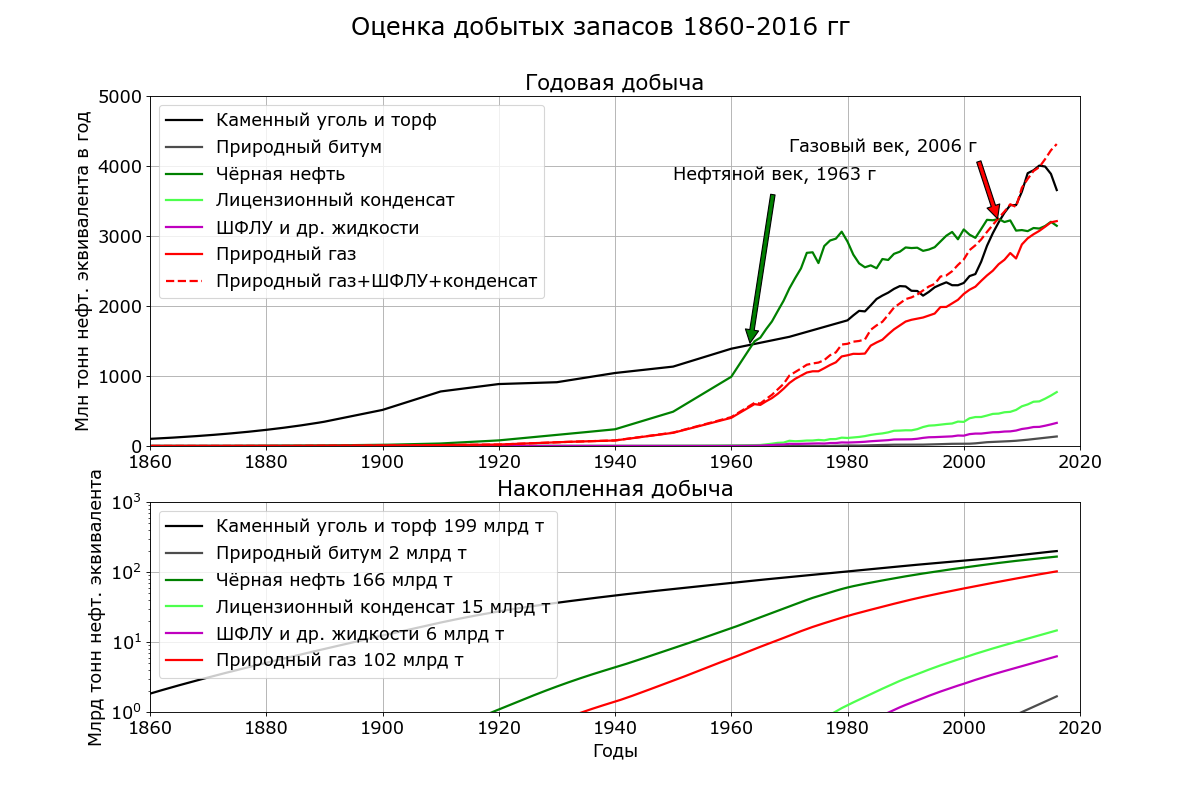 Оценка добытых запасов 1860-2016 гг
Годовая добыча
Млн тонн нефт. эквивалента в год
5000
4000
3000
2000
1000
0
Каменный уголь и торф
Природный битум
Чёрная нефть
Лицензионный конденсат
ШФЛУ и др. жидкости
Природный газ
Природный газ+ШФЛУ+конденсат
Газовый век, 2006 г
Нефтяной век, 1963 г
1860 1880 1900 1920 1940 1960 1980 2000 2020
Накопленная добыча
Млрд тонн нефт. эквивалента
10³
10²
10¹
10⁰
Каменный уголь и торф 199 млрд т
Природный битум 2 млрд т
Чёрная нефть 166 млрд т
Лицензионный конденсат 15 млрд т
ШФЛУ и др. жидкости 6 млрд т
Природный газ 102 млрд т
1860 1880 1900 1920 1940 1960 1980 2000 2020
Годы